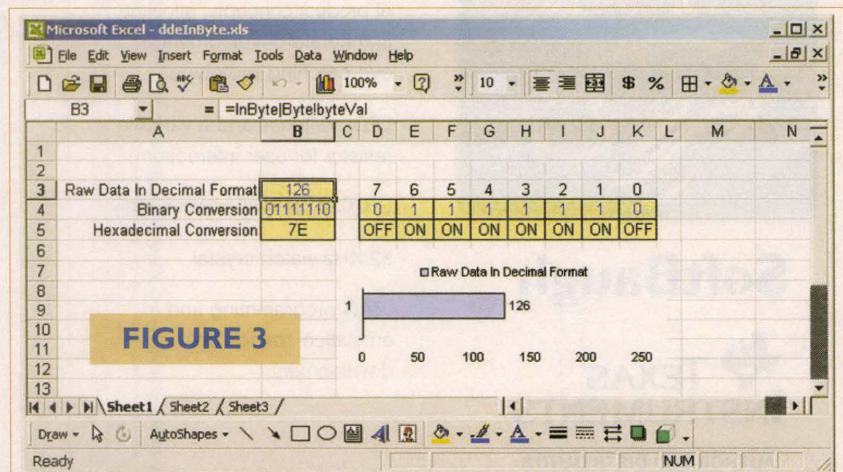 Microsoft Excel - ddeInByte.xls
File Edit View Insert Format Tools Data Window Help
100% 10 $ % A
B3 = =InByte|Byte!byteVal
A B C D E F G H I J K L M N
1
2
3 Raw Data In Decimal Format 126 7 6 5 4 3 2 1 0
4 Binary Conversion 01111110 0 1 1 1 1 1 1 0
5 Hexadecimal Conversion 7E OFF ON ON ON ON ON ON OFF
6
7 Raw Data In Decimal Format
8
9 1 126
10
FIGURE 3
11
12 0 50 100 150 200 250
13
Sheet1 / Sheet2 / Sheet3 /
Draw AutoShapes A
Ready NUM